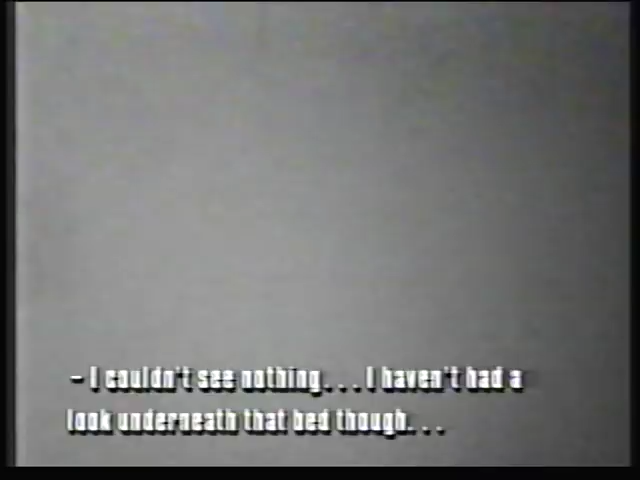 - I couldn't see nothing... I haven't had a
look underneath that bed though...